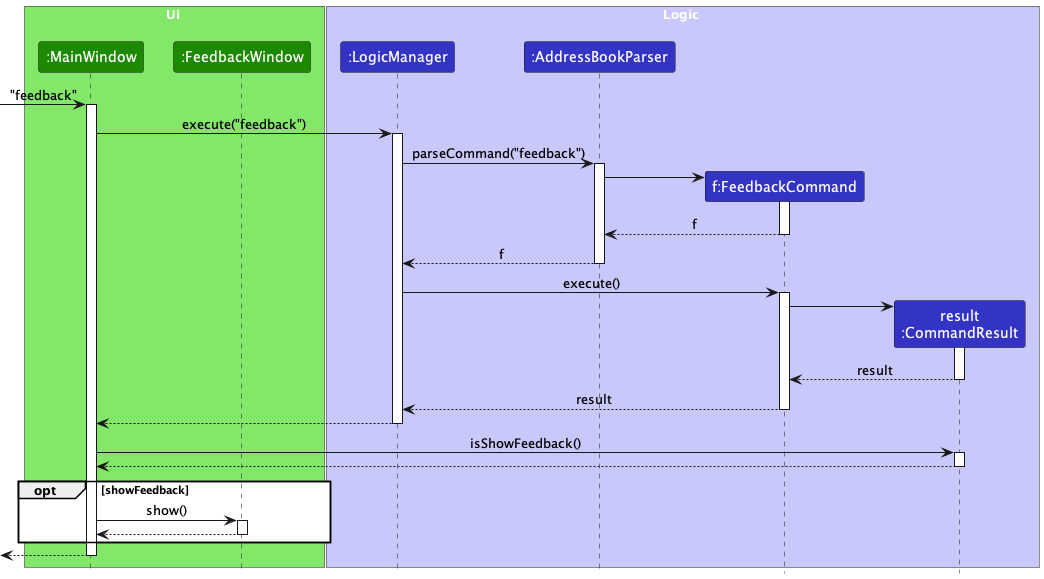 Ui
Logic
:MainWindow
:FeedbackWindow
:LogicManager
:AddressBookParser
"feedback"
execute("feedback")
parseCommand("feedback")
f:FeedbackCommand
f
f
execute()
result
:CommandResult
result
result
isShowFeedback()
opt
[showFeedback]
show()